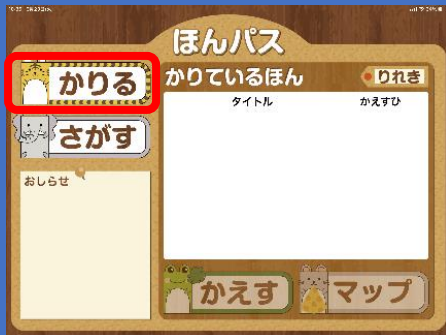 ほんパス
かりる
かりているほん
りれき
タイトル
かえすひ
さがす
おしらせ
かえす
マップ